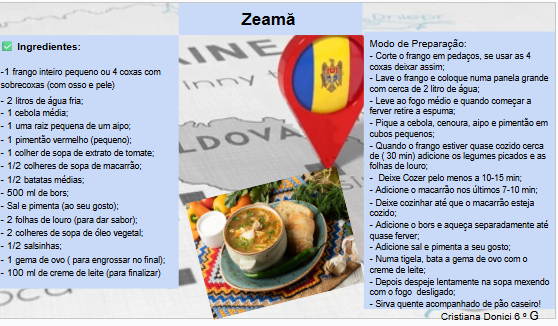 Zeamă
✅ Ingredientes:
-1 frango inteiro pequeno ou 4 coxas com
sobrecoxas (com osso e pele)
- 2 litros de água fria;
- 1 cebola média;
- 1 uma raiz pequena de um aipo;
- 1 pimentão vermelho (pequeno);
- 1 colher de sopa de extrato de tomate;
- 1/2 colheres de sopa de macarrão;
- 1/2 batatas médias;
- 500 ml de bors;
- Sal e pimenta (ao seu gosto);
- 2 folhas de louro (para dar sabor);
- 2 colheres de sopa de óleo vegetal;
- 1/2 salsinhas;
- 1 gema de ovo ( para engrossar no final);
- 100 ml de creme de leite (para finalizar)
Modo de Preparação:
- Corte o frango em pedaços, se usar as 4
coxas deixar assim;
- Lave o frango e coloque numa panela grande
com cerca de 2 litro de água;
- Leve ao fogo médio e quando começar a
ferver retire a espuma;
- Pique a cebola, cenoura, aipo e pimentão em
cubos pequenos;
- Quando o frango estiver quase cozido cerca
de ( 30 min) adicione os legumes picados e as
folhas de louro;
- Deixe Cozer pelo menos a 10-15 min;
- Adicione o macarrão nos últimos 7-10 min;
- Deixe cozinhar até que o macarrão esteja
cozido;
- Adicione o bors e aqueça separadamente até
quase ferver;
- Adicione sal e pimenta a seu gosto;
- Numa tigela, bata a gema de ovo com o
creme de leite;
- Depois despeje lentamente na sopa mexendo
com o fogo desligado;
- Sirva quente acompanhado de pão caseiro!
Cristiana Donici 6 º G